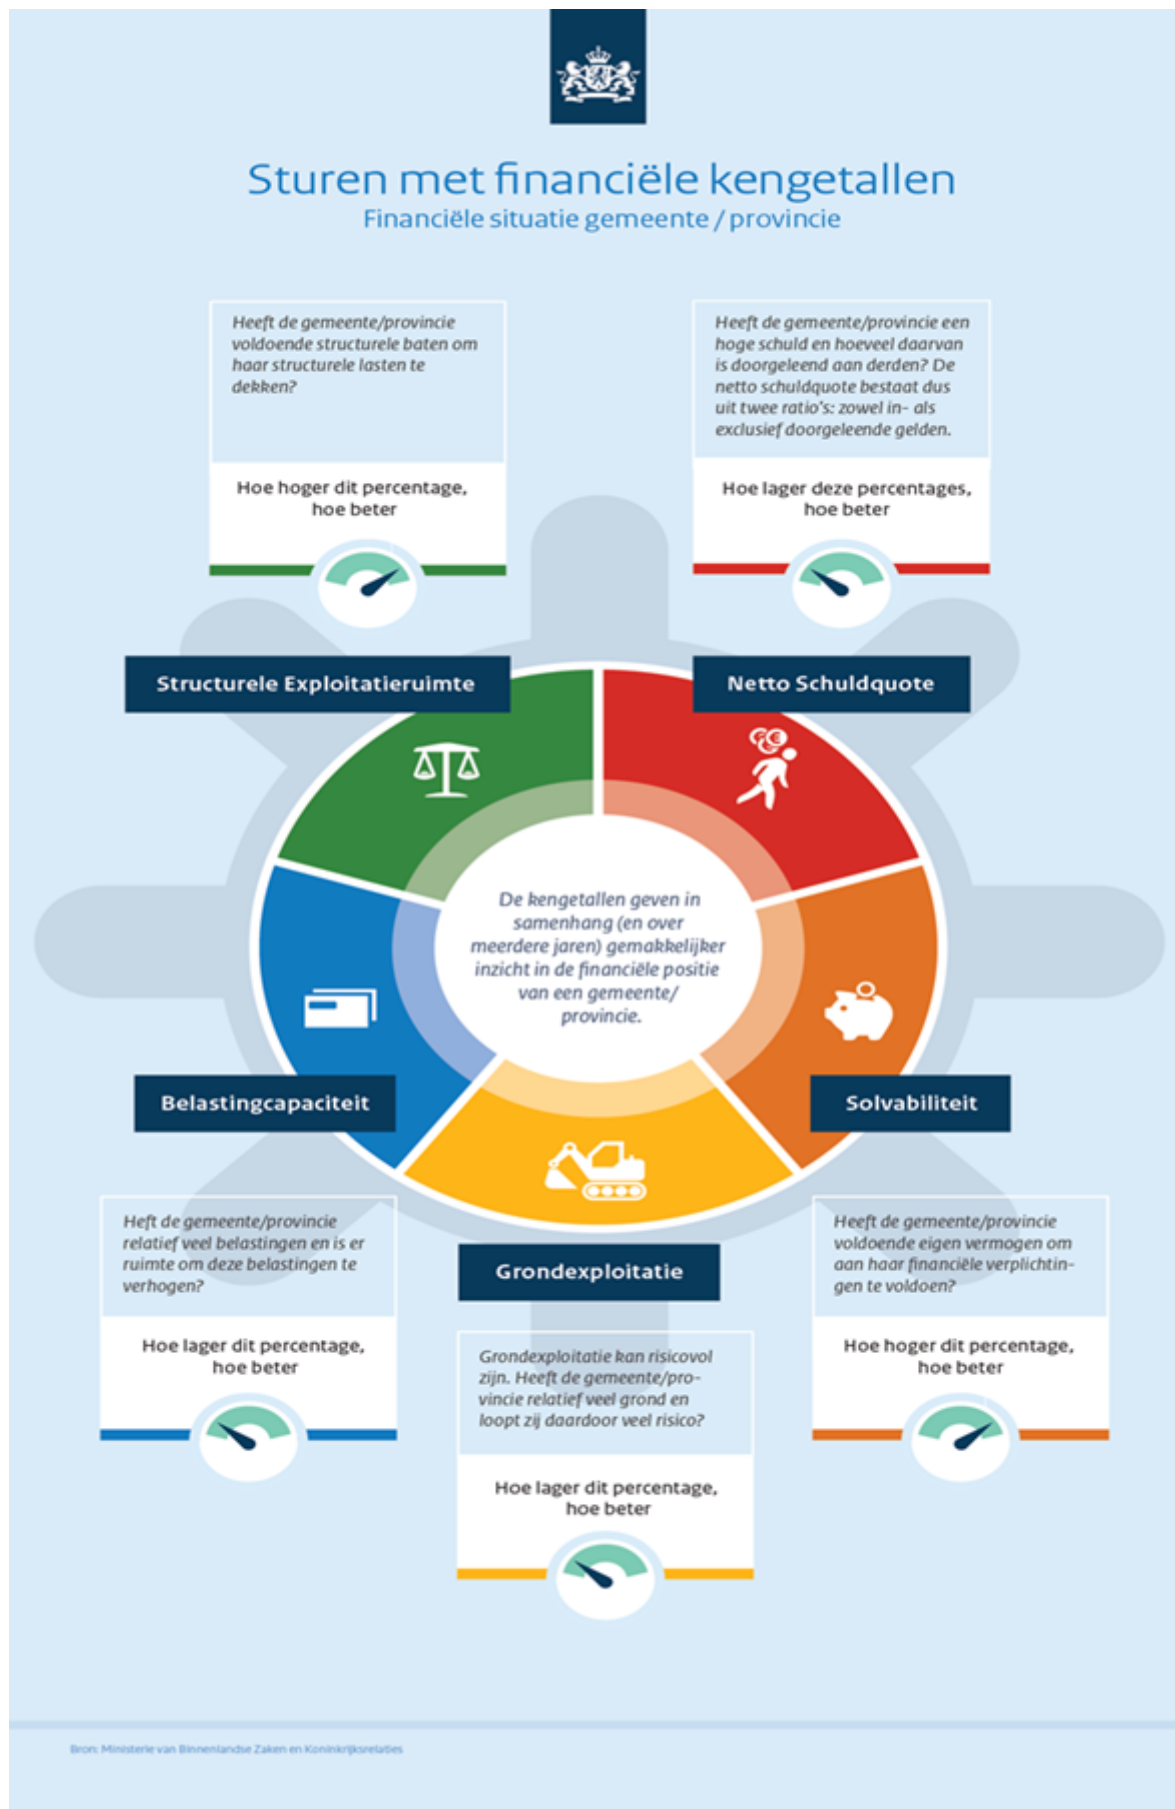 Sturen met financiële kengetallen
Financiële situatie gemeente / provincie
Heeft de gemeente/provincie
voldoende structurele baten om
haar structurele lasten te
dekken?
Hoe hoger dit percentage,
hoe beter
Structurele Exploitatieruimte
Heeft de gemeente/provincie een
hoge schuld en hoeveel daarvan
is doorgeleend aan derden? De
netto schuldquote bestaat dus
uit twee ratio's: zowel in- als
exclusief doorgeleende gelden.
Hoe lager deze percentages,
hoe beter
Netto Schuldquote
De kengetallen geven in
samenhang (en over
meerdere jaren) gemakkelijker
inzicht in de financiële positie
van een gemeente/
provincie.
Belastingcapaciteit
Heft de gemeente/provincie
relatief veel belastingen en is er
ruimte om deze belastingen te
verhogen?
Hoe lager dit percentage,
hoe beter
Grondexploitatie
Grondexploitatie kan risicovol
zijn. Heeft de gemeente/pro-
vincie relatief veel grond en
loopt zij daardoor veel risico?
Hoe lager dit percentage,
hoe beter
Solvabiliteit
Heeft de gemeente/provincie
voldoende eigen vermogen om
aan haar financiële verplichtin-
gen te voldoen?
Hoe hoger dit percentage,
hoe beter
Bron: Ministerie van Binnenlandse Zaken en Koninkrijksrelaties